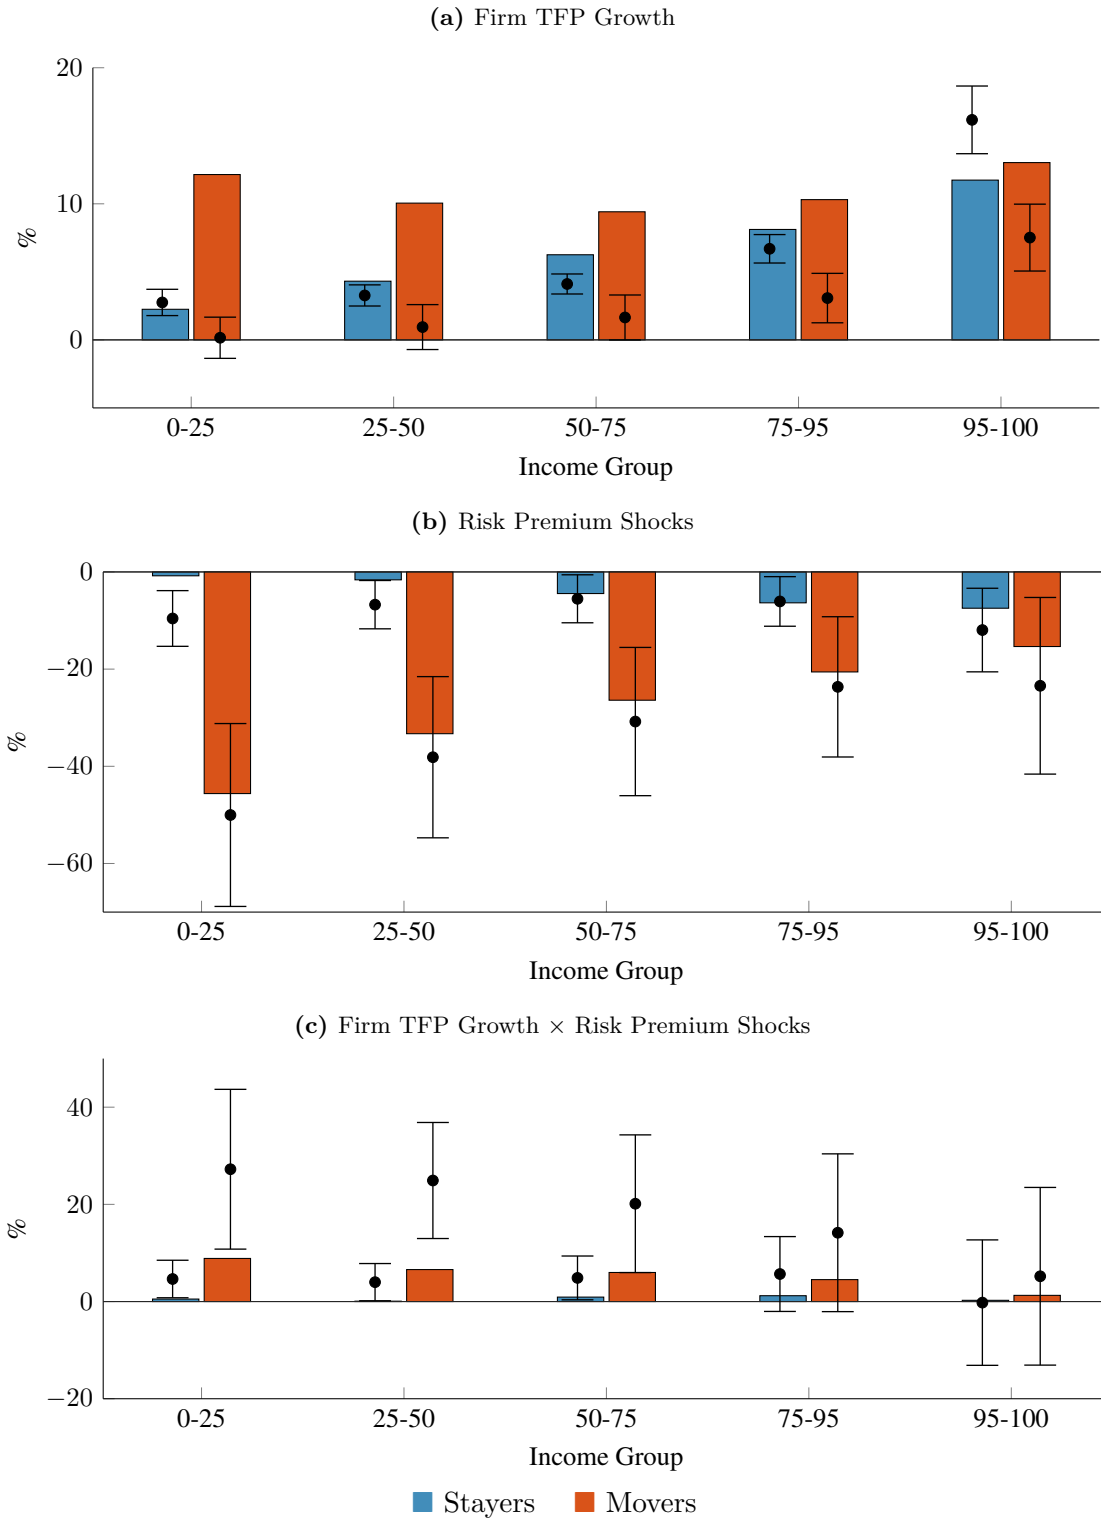 (a) Firm TFP Growth
20
10
0
%
0-25 25-50 50-75 75-95 95-100
Income Group
(b) Risk Premium Shocks
0
−20
−40
−60
%
0-25 25-50 50-75 75-95 95-100
Income Group
(c) Firm TFP Growth × Risk Premium Shocks
40
20
0
−20
%
0-25 25-50 50-75 75-95 95-100
Income Group
Stayers Movers